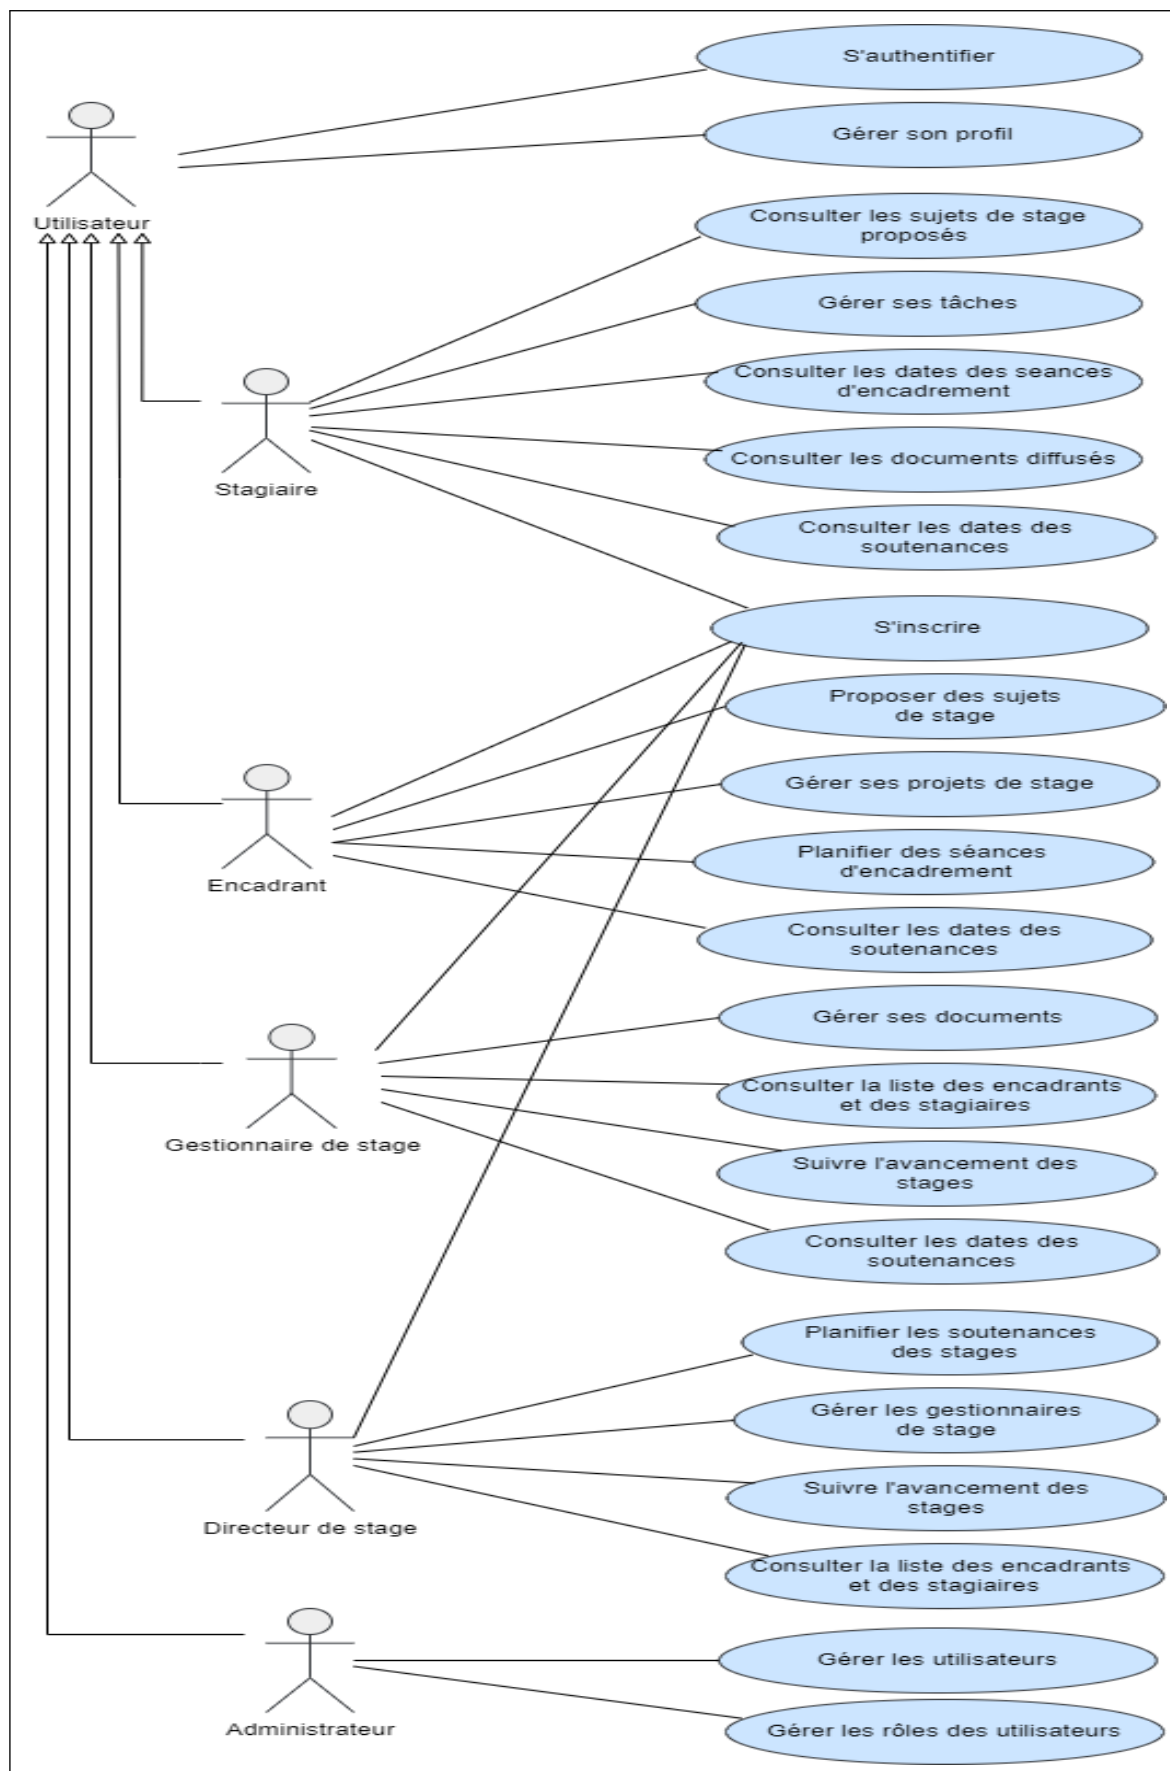 S'authentifier
Gérer son profil
Utilisateur
Consulter les sujets de stage
proposés
Gérer ses tâches
Consulter les dates des seances
d'encadrement
Consulter les documents diffusés
Stagiaire
Consulter les dates des
soutenances
S'inscrire
Proposer des sujets
de stage
Gérer ses projets de stage
Planifier des séances
d'encadrement
Encadrant
Consulter les dates des
soutenances
Gérer ses documents
Consulter la liste des encadrants
et des stagiaires
Gestionnaire de stage
Suivre l'avancement des
stages
Consulter les dates des
soutenances
Planifier les soutenances
des stages
Gérer les gestionnaires
de stage
Suivre l'avancement des
stages
Directeur de stage
Consulter la liste des encadrants
et des stagiaires
Gérer les utilisateurs
Administrateur
Gérer les rôles des utilisateurs